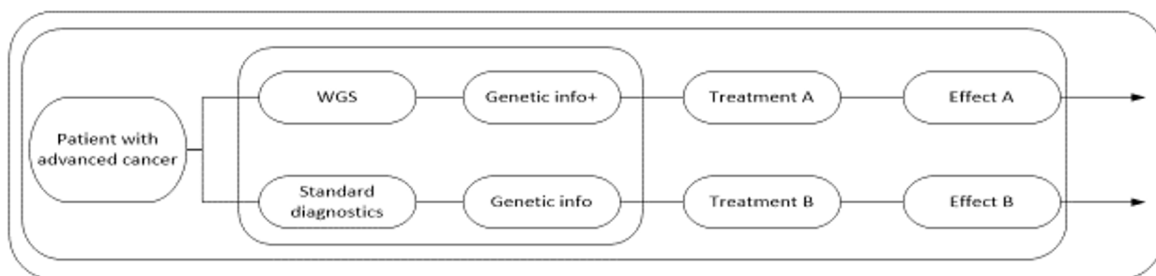 WGS
Genetic info+
Treatment A
Effect A
Patient with
advanced cancer
Standard
diagnostics
Genetic info
Treatment B
Effect B